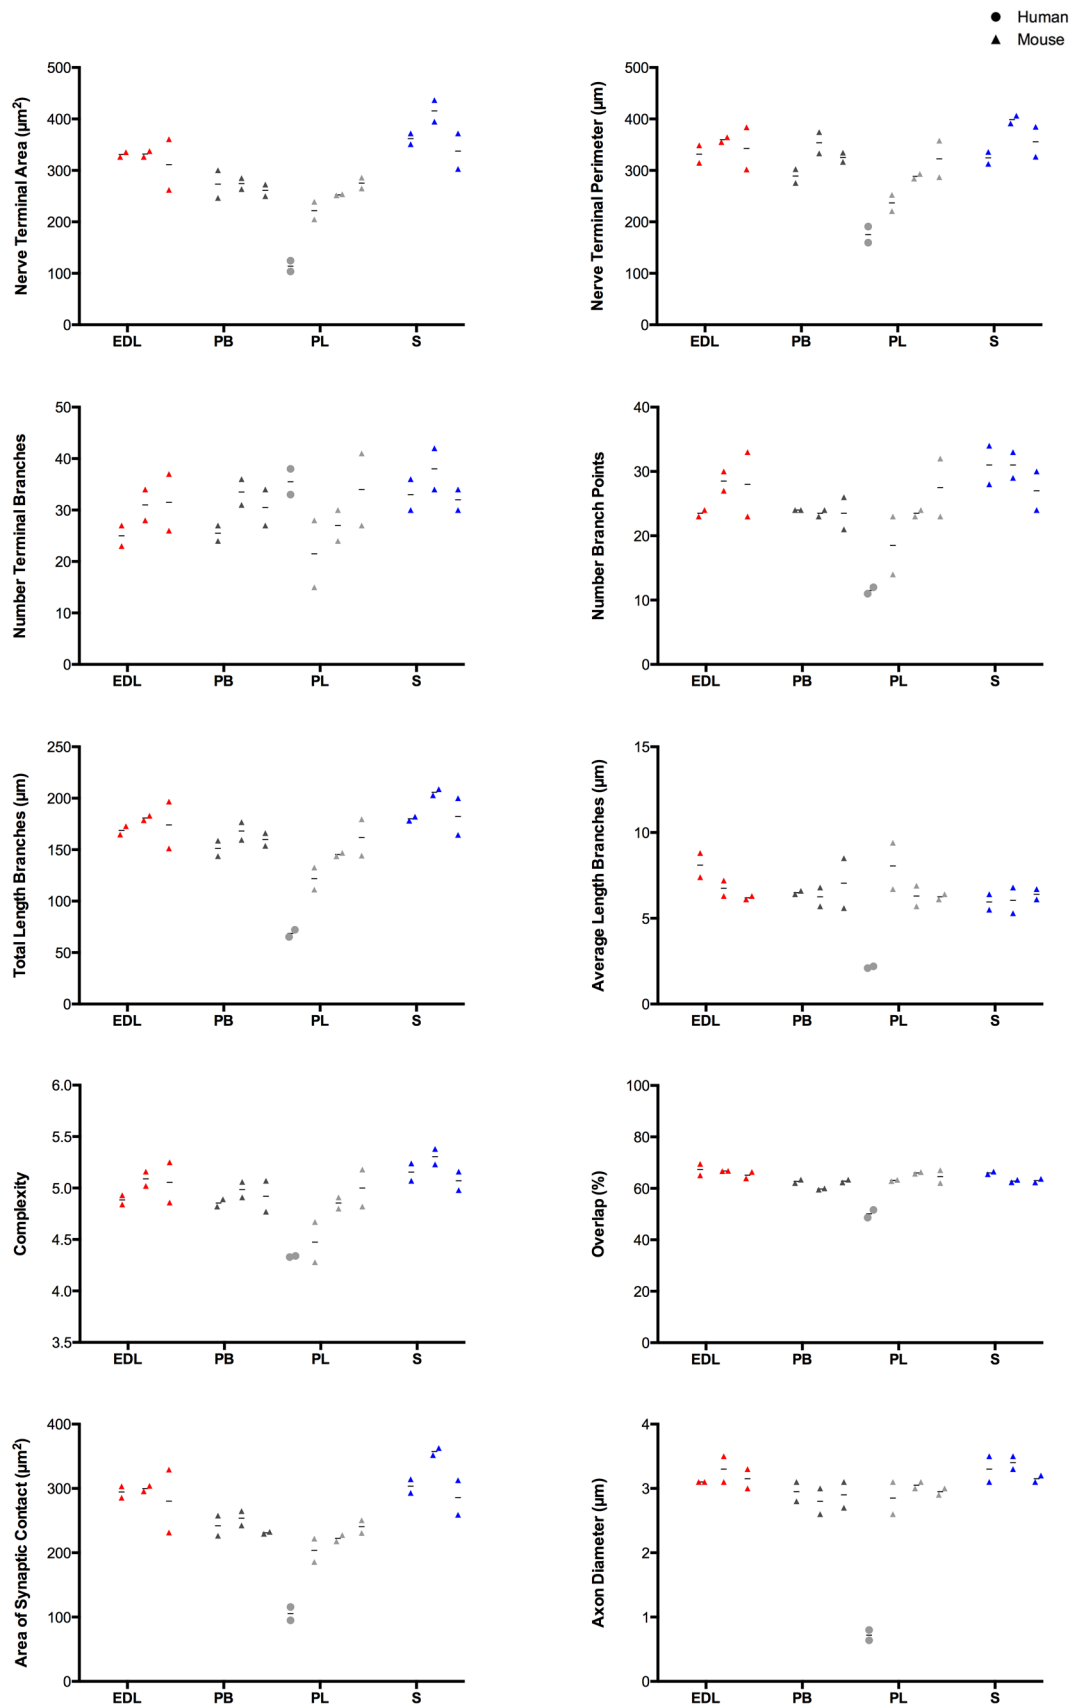 Human
Mouse
Nerve Terminal Area (µm²)
500
400
300
200
100
0
EDL PB PL S
Nerve Terminal Perimeter (µm)
500
400
300
200
100
0
EDL PB PL S
Number Terminal Branches
50
40
30
20
10
0
EDL PB PL S
Number Branch Points
40
30
20
10
0
EDL PB PL S
Total Length Branches (µm)
250
200
150
100
50
0
EDL PB PL S
Average Length Branches (µm)
15
10
5
0
EDL PB PL S
Complexity
6.0
5.5
5.0
4.5
4.0
3.5
EDL PB PL S
Overlap (%)
100
80
60
40
20
0
EDL PB PL S
Area of Synaptic Contact (µm²)
400
300
200
100
0
EDL PB PL S
Axon Diameter (µm)
4
3
2
1
0
EDL PB PL S